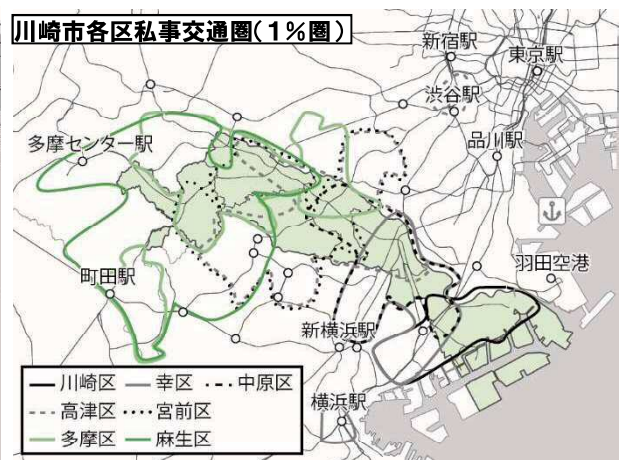 川崎市各区私事交通圏(1%圏)
新宿駅
東京駅
渋谷駅
多摩センター駅
品川駅
町田駅
羽田空港
新横浜駅
横浜駅
川崎区 幸区 中原区
高津区 宮前区
多摩区 麻生区